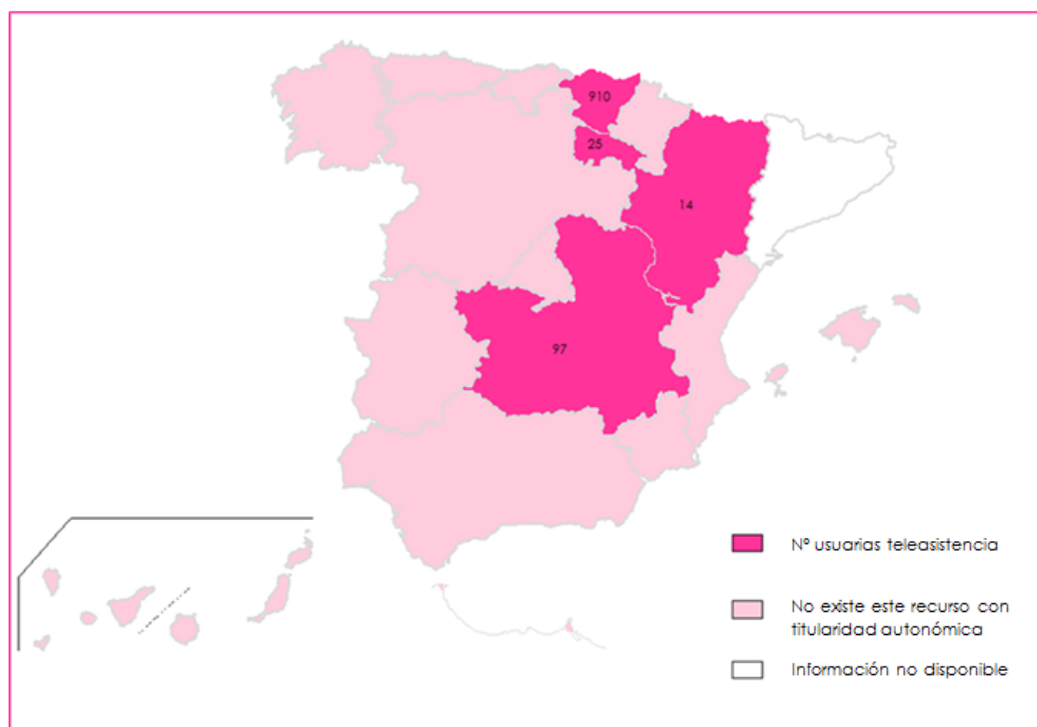 910
25
14
97
Nº usuarias teleasistencia
No existe este recurso con
titularidad autonómica
Información no disponible